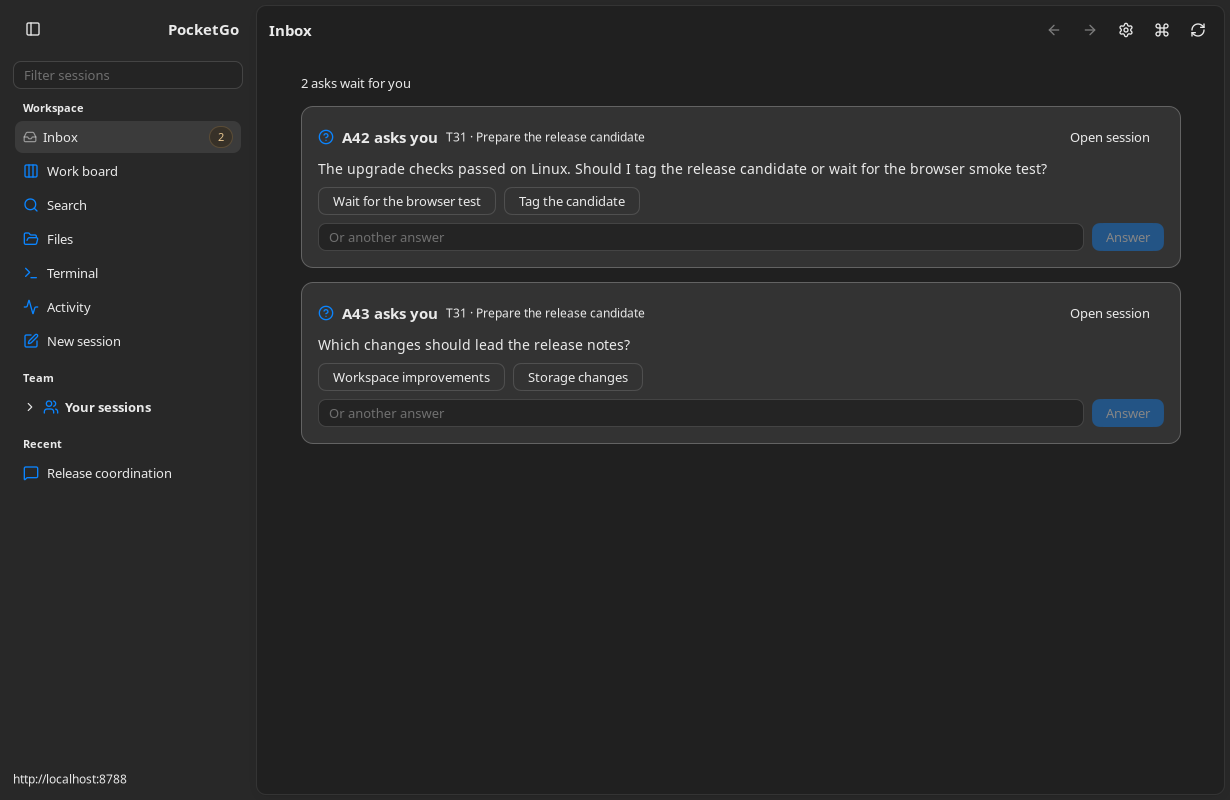 PocketGo
Filter sessions
Workspace
Inbox 2
Work board
Search
Files
Terminal
Activity
New session
Team
Your sessions
Recent
Release coordination
http://localhost:8788
Inbox
2 asks wait for you
A42 asks you T31 · Prepare the release candidate Open session
The upgrade checks passed on Linux. Should I tag the release candidate or wait for the browser smoke test?
Wait for the browser test Tag the candidate
Or another answer Answer
A43 asks you T31 · Prepare the release candidate Open session
Which changes should lead the release notes?
Workspace improvements Storage changes
Or another answer Answer